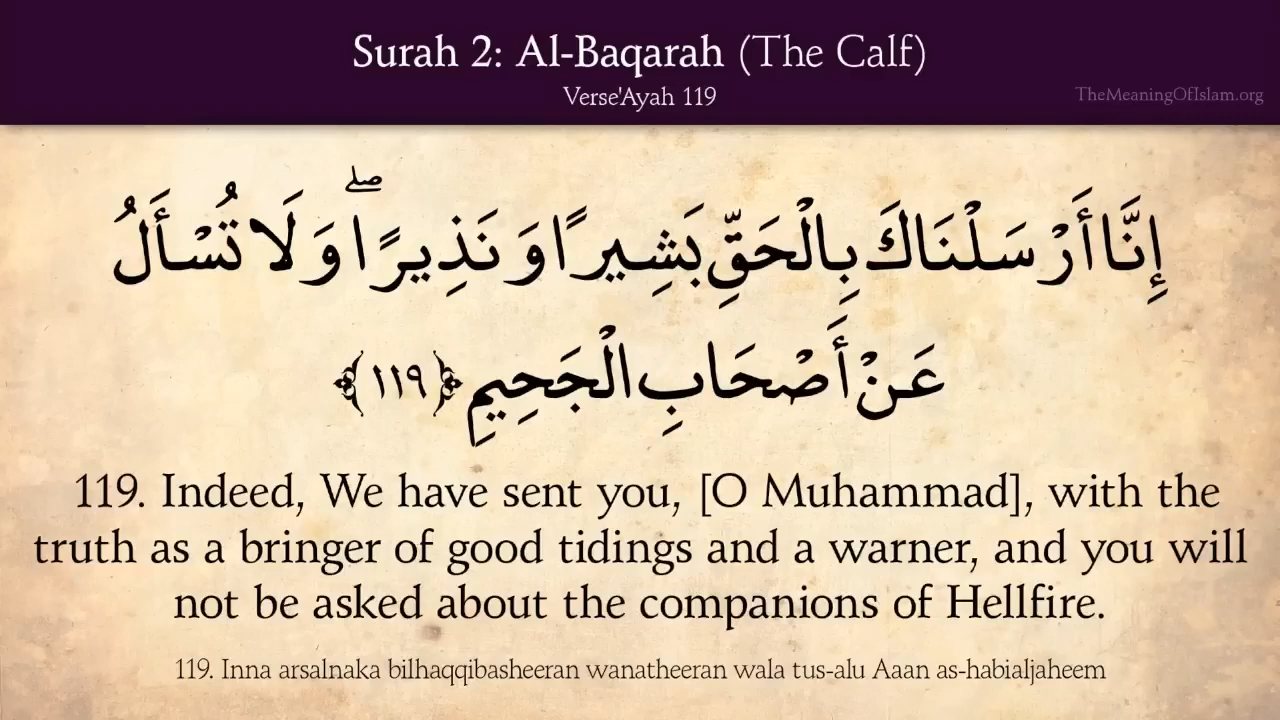 Surah 2: Al-Baqarah (The Calf)
Verse'Ayah 119
TheMeaningOfIslam.org
إِنَّا أَرْسَلْنَاكَ بِالْحَقِّ بَشِيرًا وَنَذِيرًا ۖ وَلَا تُسْأَلُ
عَنْ أَصْحَابِ الْجَحِيمِ ﴿١١٩﴾
119. Indeed, We have sent you, [O Muhammad], with the
truth as a bringer of good tidings and a warner, and you will
not be asked about the companions of Hellfire.
119. Inna arsalnaka bilhaqqibasheeran wanatheeran wala tus-alu Aaan as-habialjaheem